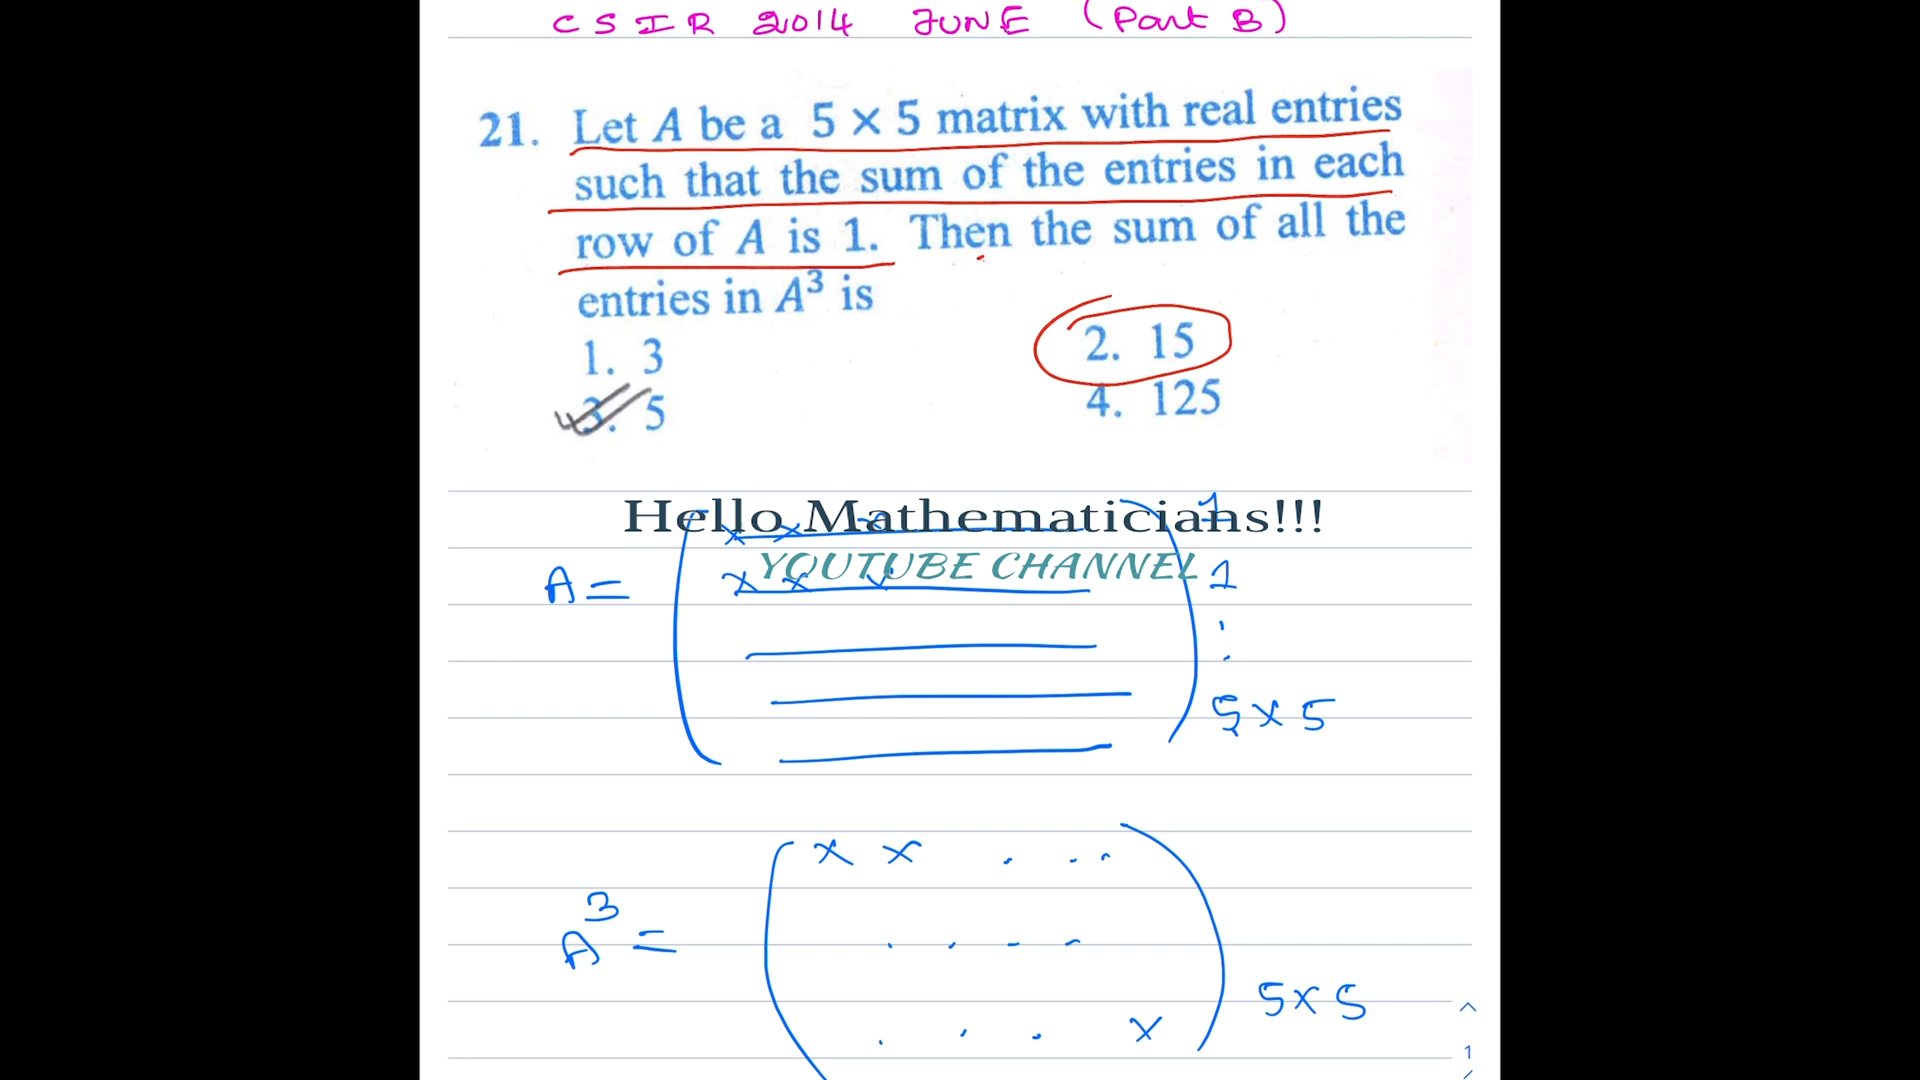 CSIR 2014 JUNE (Part B)
21. Let A be a 5 × 5 matrix with real entries
such that the sum of the entries in each
row of A is 1. Then the sum of all the
entries in A³ is
1. 3 2. 15
3. 5 4. 125
Hello Mathematicians!!! 1
YOUTUBE CHANNEL
x x x
A = x x x 1
:
5 x 5
x x . . .
A³ = . . - -
. . . x 5 x 5
1